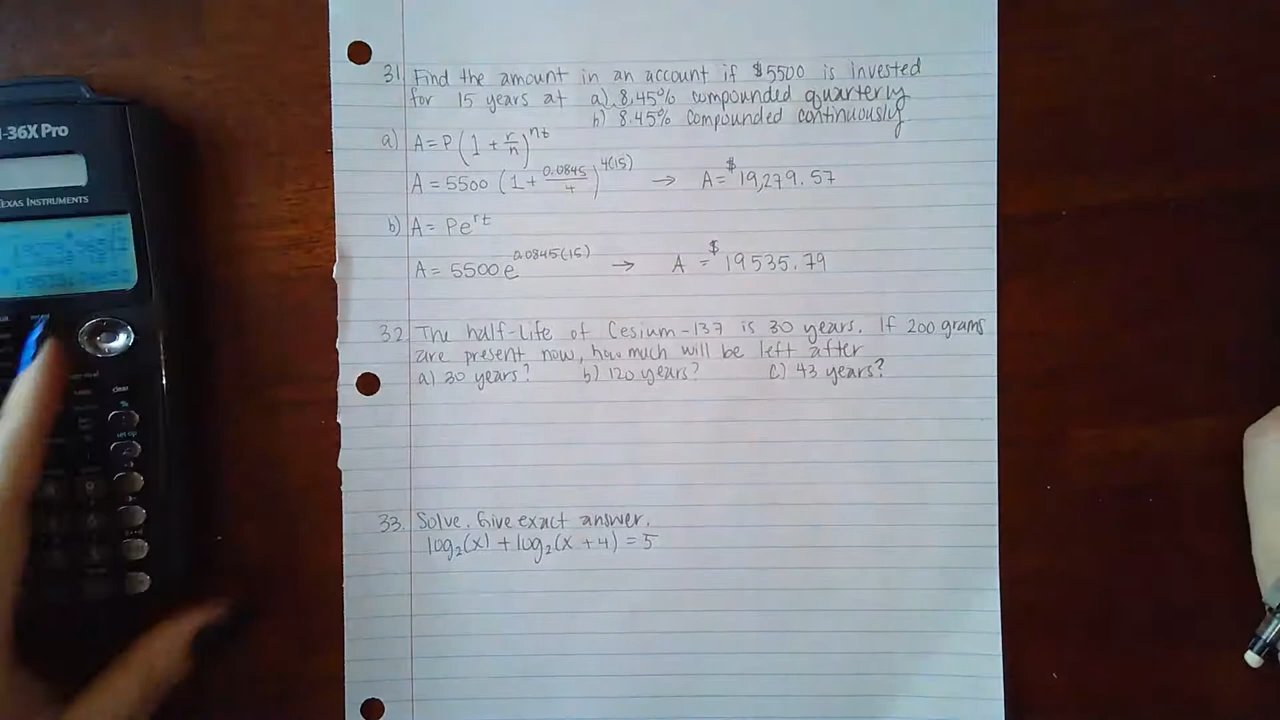 31. Find the amount in an account if $5500 is invested
for 15 years at a) 8.45% compounded quarterly
b) 8.45% compounded continuously
a) A = P(1 + r/n)^nt
A = 5500 (1 + 0.0845/4)^4(15) → A = $19,279.57
b) A = Pe^rt
A = 5500e^0.0845(15) → A = $19535.79
32. The half-life of Cesium-137 is 30 years. If 200 grams
are present now, how much will be left after
a) 30 years? b) 120 years? c) 43 years?
33. Solve. Give exact answer.
log₂(x) + log₂(x + 4) = 5
-36X Pro
TEXAS INSTRUMENTS
clear
%